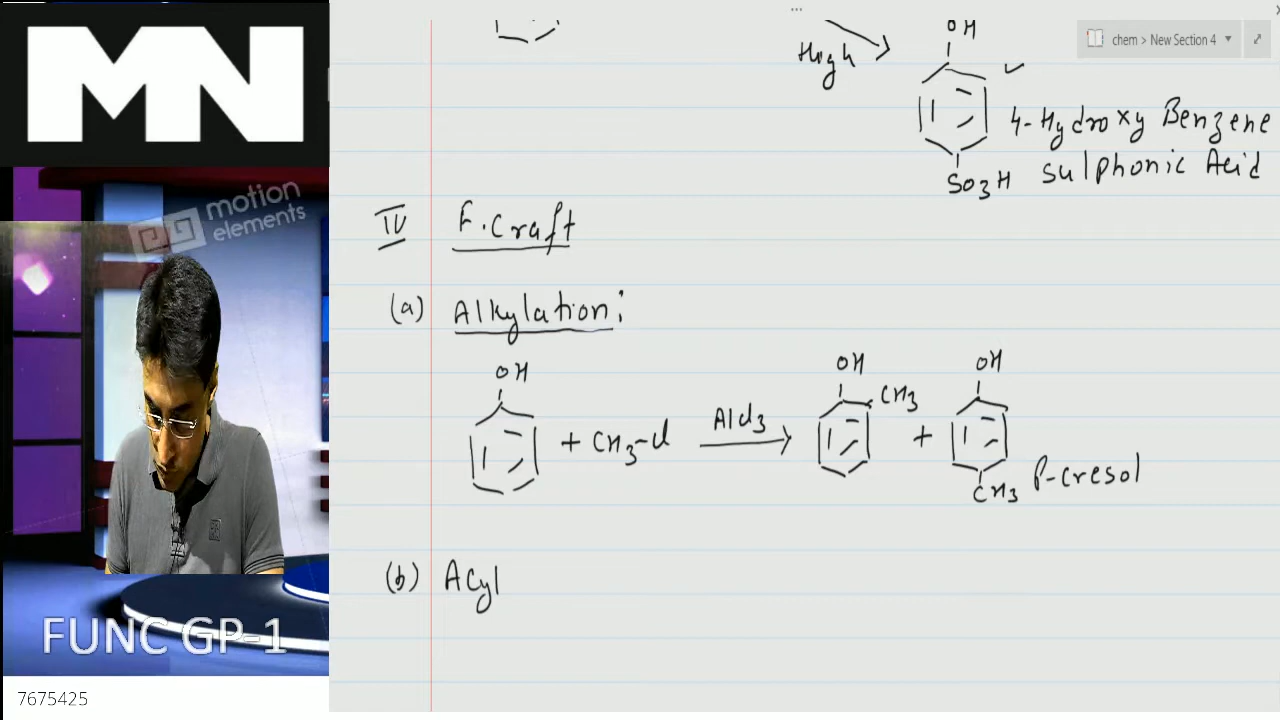 MN
motion
elements
FUNC GP-1
7675425
chem > New Section 4
High
OH
4-Hydroxy Benzene
SO3H Sulphonic Acid
IV F.Craft
(a) Alkylation:
OH OH OH
CH3
+ CH3-Cl AlCl3 +
CH3 P-cresol
(b) Acyl